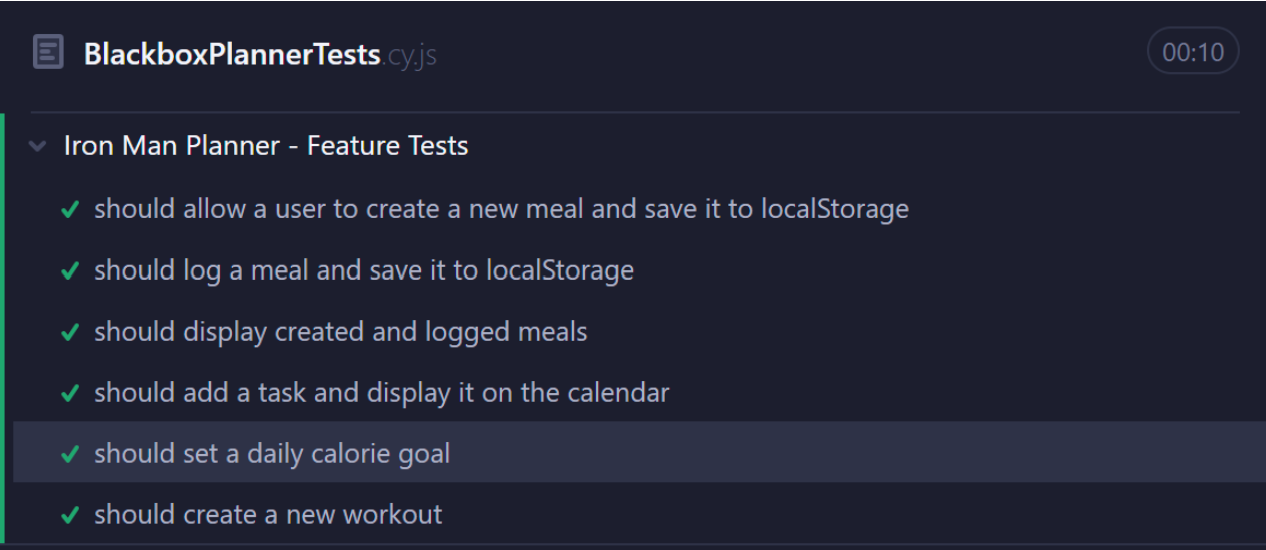 BlackboxPlannerTests.cy.js
00:10
Iron Man Planner - Feature Tests
should allow a user to create a new meal and save it to localStorage
should log a meal and save it to localStorage
should display created and logged meals
should add a task and display it on the calendar
should set a daily calorie goal
should create a new workout